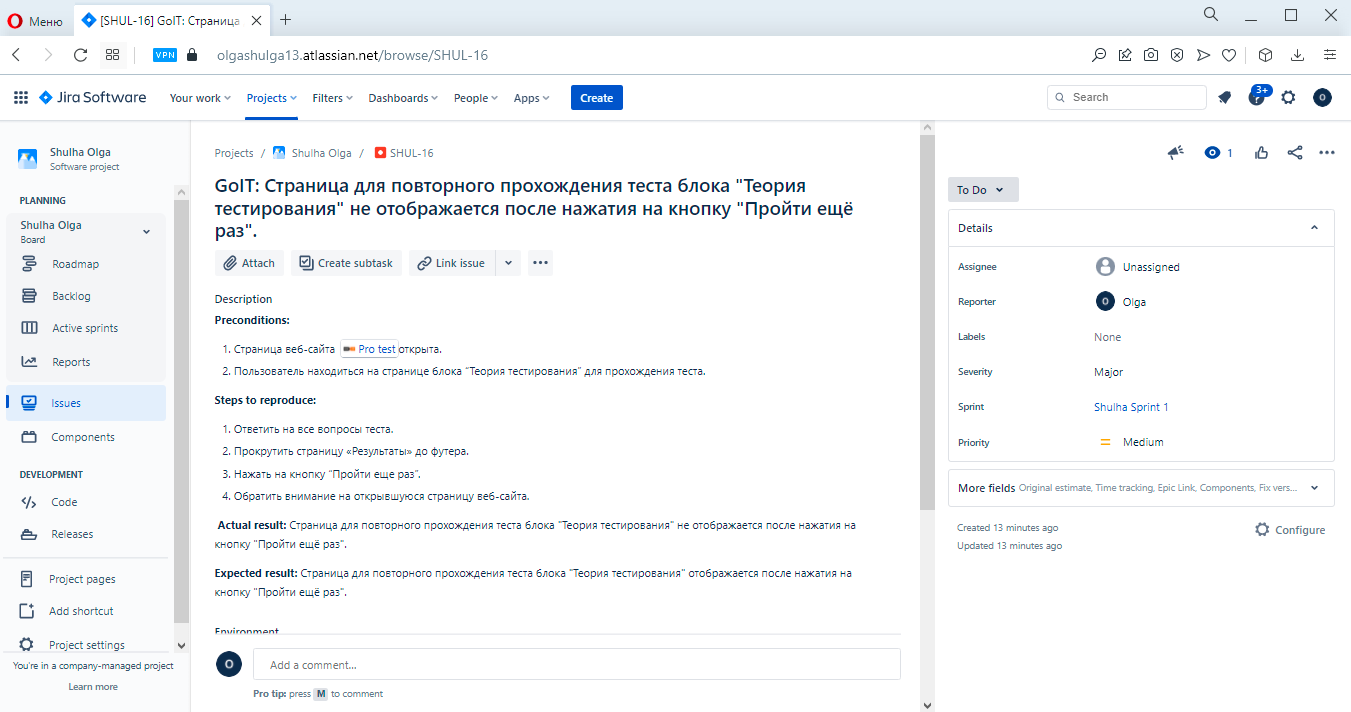 Меню
[SHUL-16] GoIT: Страница
VPN
olgashulga13.atlassian.net/browse/SHUL-16
Jira Software Your work Projects Filters Dashboards People Apps Create Search 3+ O
Shulha Olga
Software project
PLANNING
Shulha Olga
Board
Roadmap
Backlog
Active sprints
Reports
Issues
Components
DEVELOPMENT
Code
Releases
Project pages
Add shortcut
Project settings
You're in a company-managed project
Learn more
Projects / Shulha Olga / SHUL-16
GoIT: Страница для повторного прохождения теста блока "Теория
тестирования" не отображается после нажатия на кнопку "Пройти ещё
раз".
Attach Create subtask Link issue
Description
Preconditions:
1. Страница веб-сайта Pro test открыта.
2. Пользователь находиться на странице блока “Теория тестирования” для прохождения теста.
Steps to reproduce:
1. Ответить на все вопросы теста.
2. Прокрутить страницу «Результаты» до футера.
3. Нажать на кнопку “Пройти еще раз”.
4. Обратить внимание на открывшуюся страницу веб-сайта.
Actual result: Страница для повторного прохождения теста блока "Теория тестирования" не отображается после нажатия на
кнопку "Пройти ещё раз".
Expected result: Страница для повторного прохождения теста блока "Теория тестирования" отображается после нажатия на
кнопку "Пройти ещё раз".
Environment
O
Add a comment...
Pro tip: press M to comment
1
To Do
Details
Assignee Unassigned
Reporter O Olga
Labels None
Severity Major
Sprint Shulha Sprint 1
Priority Medium
More fields Original estimate, Time tracking, Epic Link, Components, Fix vers...
Created 13 minutes ago
Configure
Updated 13 minutes ago